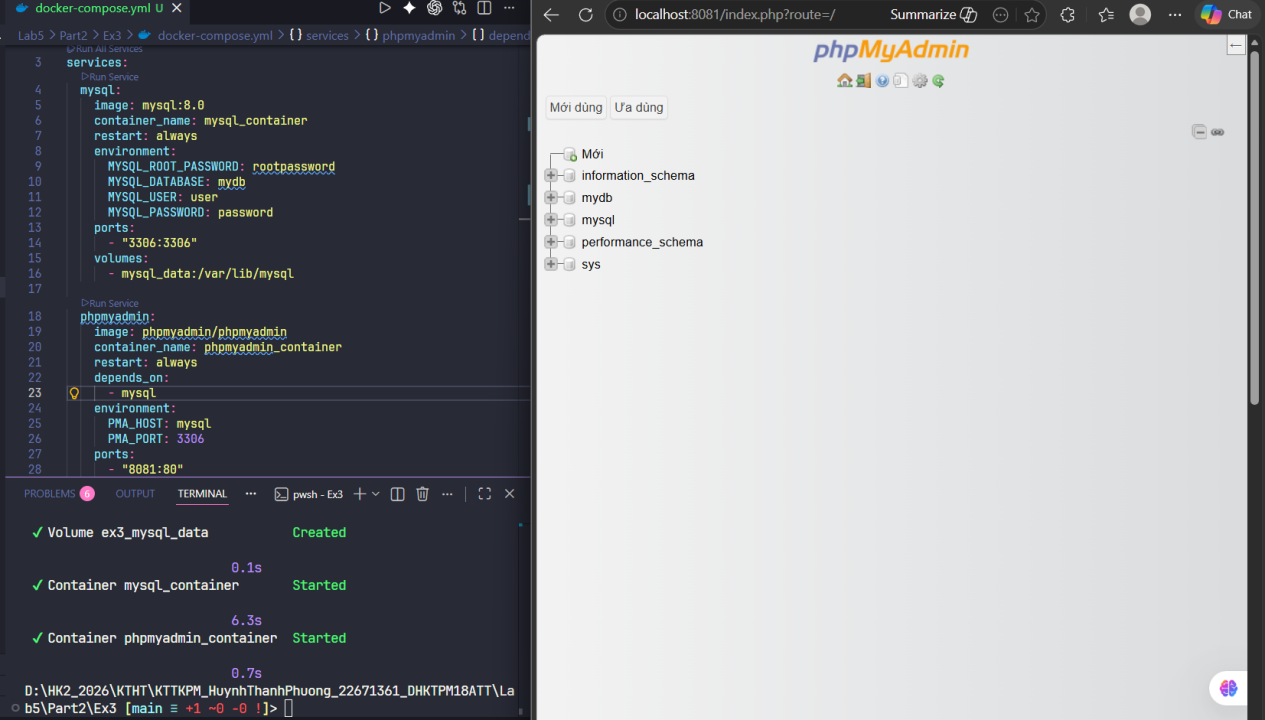 docker-compose.yml U
Lab5 > Part2 > Ex3 > docker-compose.yml > {} services > {} phpmyadmin > [ ] depend
Run All Services
3 services:
Run Service
4 mysql:
5 image: mysql:8.0
6 container_name: mysql_container
7 restart: always
8 environment:
9 MYSQL_ROOT_PASSWORD: rootpassword
10 MYSQL_DATABASE: mydb
11 MYSQL_USER: user
12 MYSQL_PASSWORD: password
13 ports:
14 - "3306:3306"
15 volumes:
16 - mysql_data:/var/lib/mysql
17
Run Service
18 phpmyadmin:
19 image: phpmyadmin/phpmyadmin
20 container_name: phpmyadmin_container
21 restart: always
22 depends_on:
23 - mysql
24 environment:
25 PMA_HOST: mysql
26 PMA_PORT: 3306
27 ports:
28 - "8081:80"
PROBLEMS 6 OUTPUT TERMINAL ... pwsh - Ex3
✓ Volume ex3_mysql_data Created
0.1s
✓ Container mysql_container Started
6.3s
✓ Container phpmyadmin_container Started
0.7s
D:\HK2_2026\KTHT\KTTKPM_HuynhThanhPhuong_22671361_DHKTPM18ATT\La
b5\Part2\Ex3 [main ≡ +1 ~0 -0 !]>
localhost:8081/index.php?route=/ Summarize Chat
phpMyAdmin
Mới dùng Ưa dùng
Mới
information_schema
mydb
mysql
performance_schema
sys